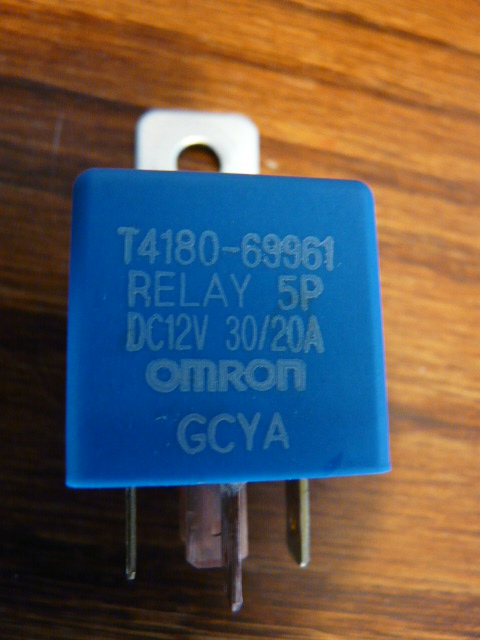 T4180-69961
RELAY 5P
DC12V 30/20A
OMRON
GCYA